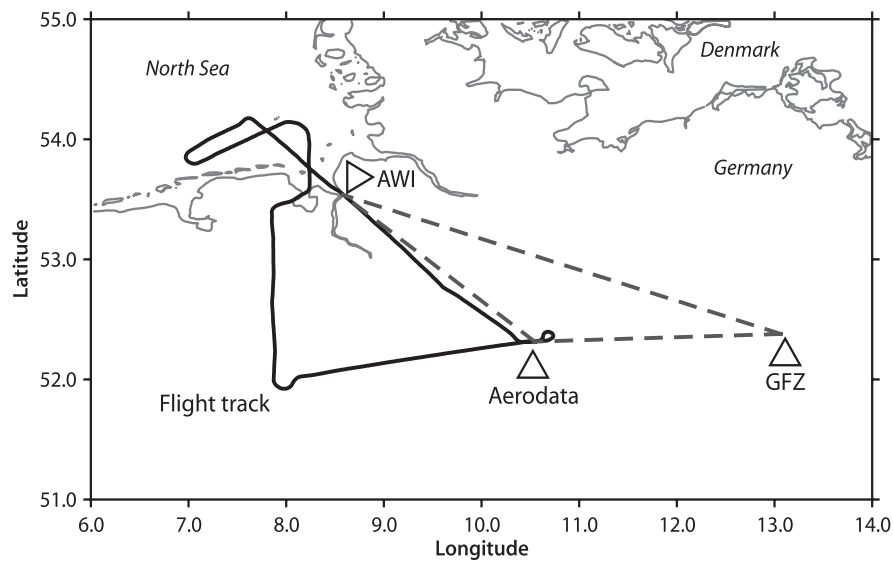 55.0
Denmark
North Sea
54.0
Germany
AWI
53.0
Latitude
52.0
GFZ
Aerodata
Flight track
51.0
6.0 7.0 8.0 9.0 10.0 11.0 12.0 13.0 14.0
Longitude